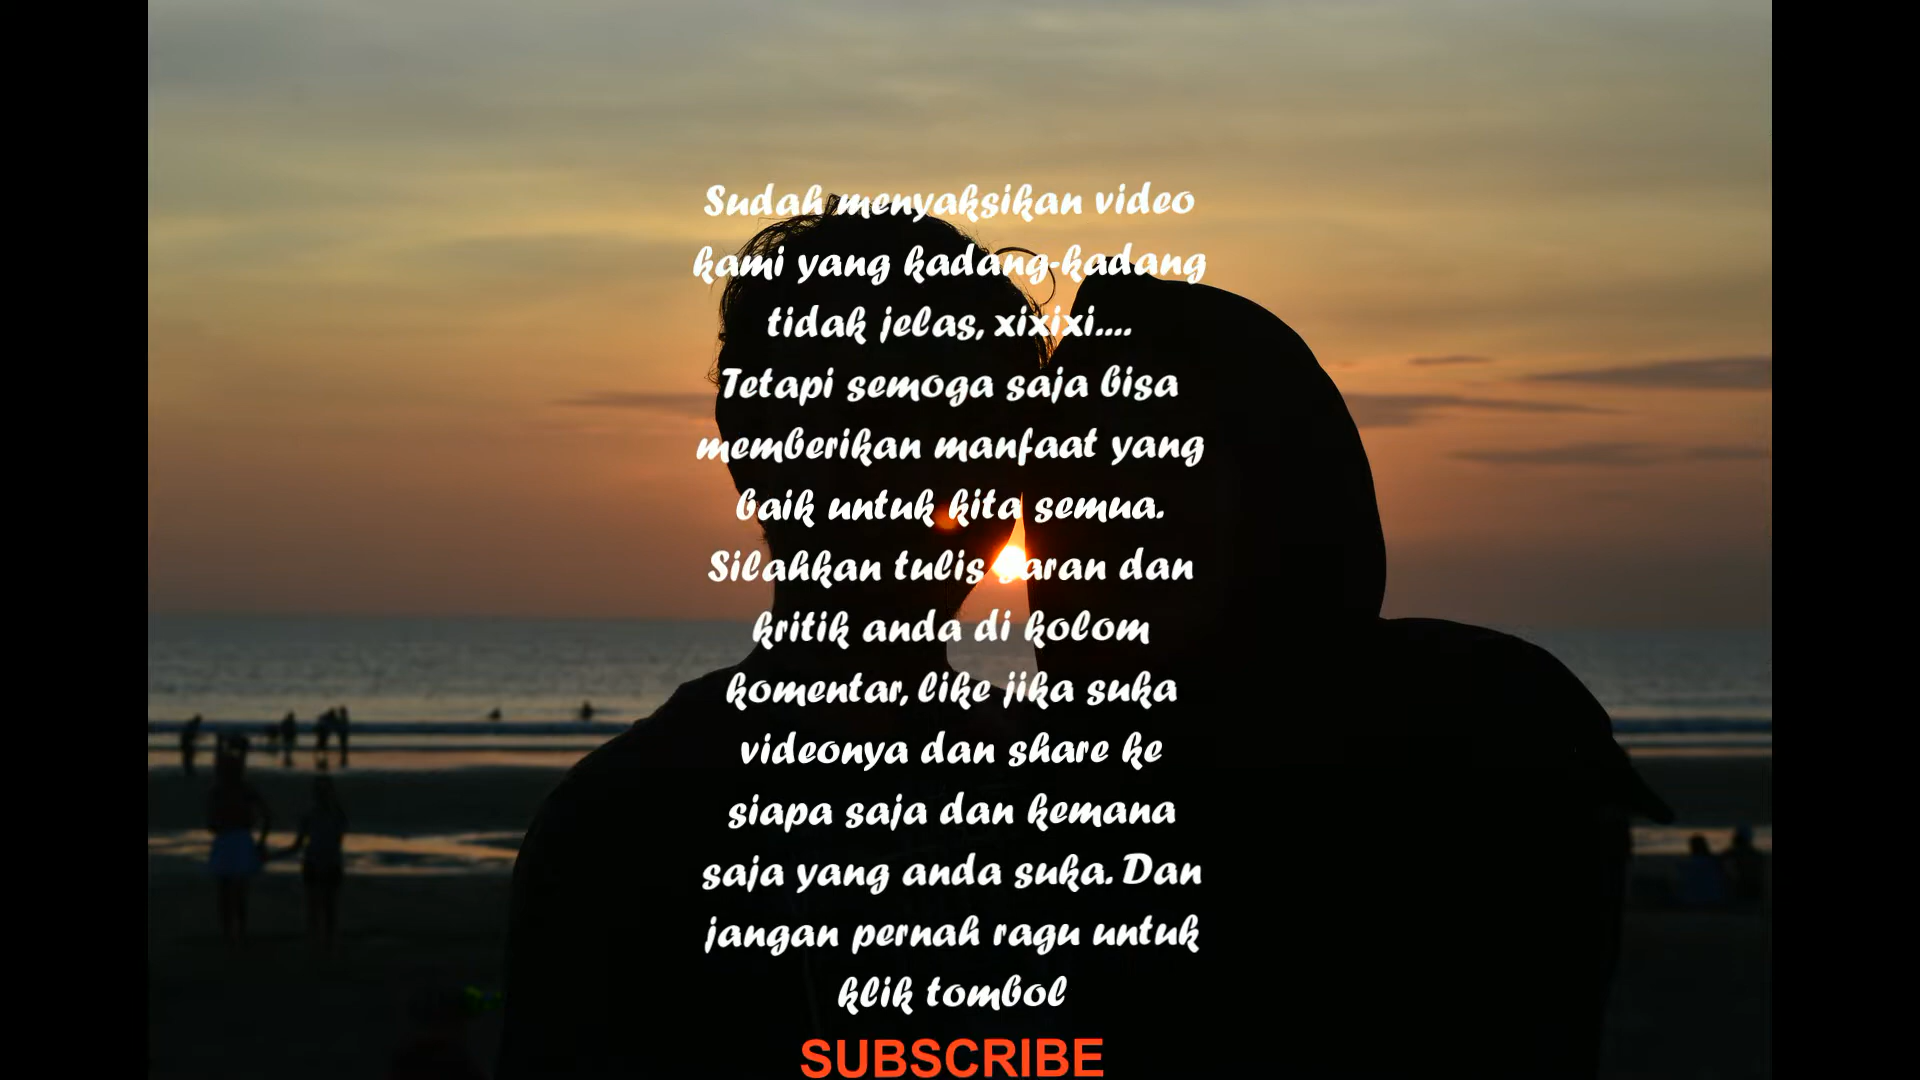 Sudah menyaksikan video
kami yang kadang-kadang
tidak jelas, xixixi....
Tetapi semoga saja bisa
memberikan manfaat yang
baik untuk kita semua.
Silahkan tulis saran dan
kritik anda di kolom
komentar, like jika suka
videonya dan share ke
siapa saja dan kemana
saja yang anda suka. Dan
jangan pernah ragu untuk
klik tombol
SUBSCRIBE